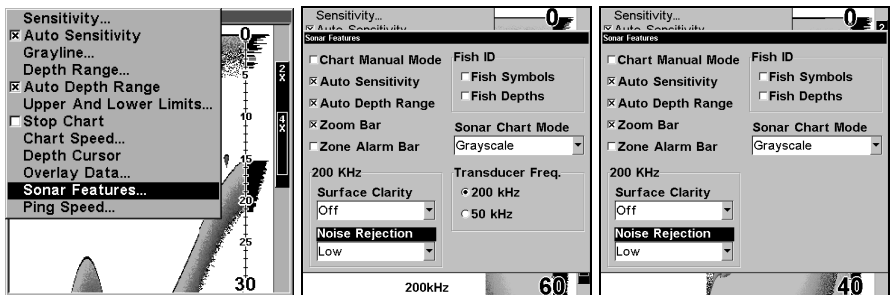 Sensitivity...
Auto Sensitivity
Grayline...
Depth Range...
Auto Depth Range
Upper And Lower Limits...
Stop Chart
Chart Speed...
Depth Cursor
Overlay Data...
Sonar Features...
Ping Speed...
0
5
10
15
20
25
30
2X
4X
Sensitivity...
Auto Sensitivity
0
Sonar Features
Chart Manual Mode
Auto Sensitivity
Auto Depth Range
Zoom Bar
Zone Alarm Bar
Fish ID
Fish Symbols
Fish Depths
Sonar Chart Mode
Grayscale
200 KHz
Surface Clarity
Off
Noise Rejection
Low
Transducer Freq.
200 kHz
50 kHz
200kHz
60
Sensitivity...
Auto Sensitivity
0
2
Sonar Features
Chart Manual Mode
Auto Sensitivity
Auto Depth Range
Zoom Bar
Zone Alarm Bar
Fish ID
Fish Symbols
Fish Depths
Sonar Chart Mode
Grayscale
200 KHz
Surface Clarity
Off
Noise Rejection
Low
40